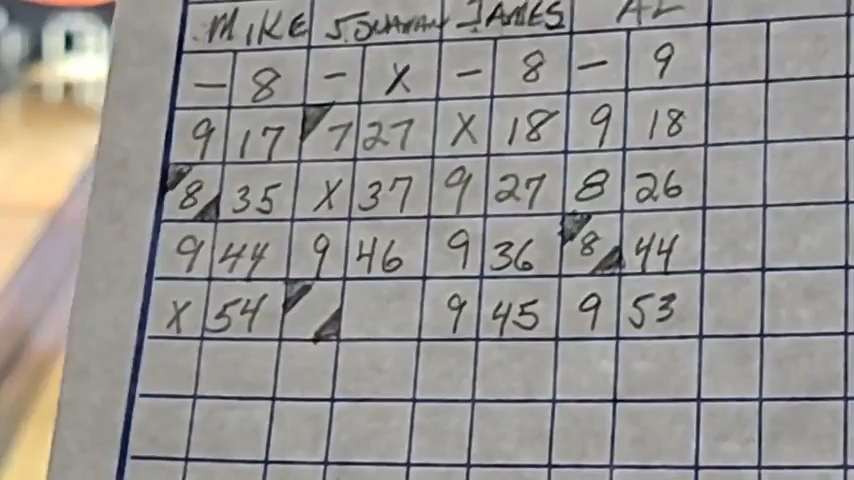 MIKE JAMES AL
- 8 - X - 8 - 9
9 17 7 27 X 18 9 18
8 35 X 37 9 27 8 26
9 44 9 46 9 36 8 44
X 54 9 45 9 53